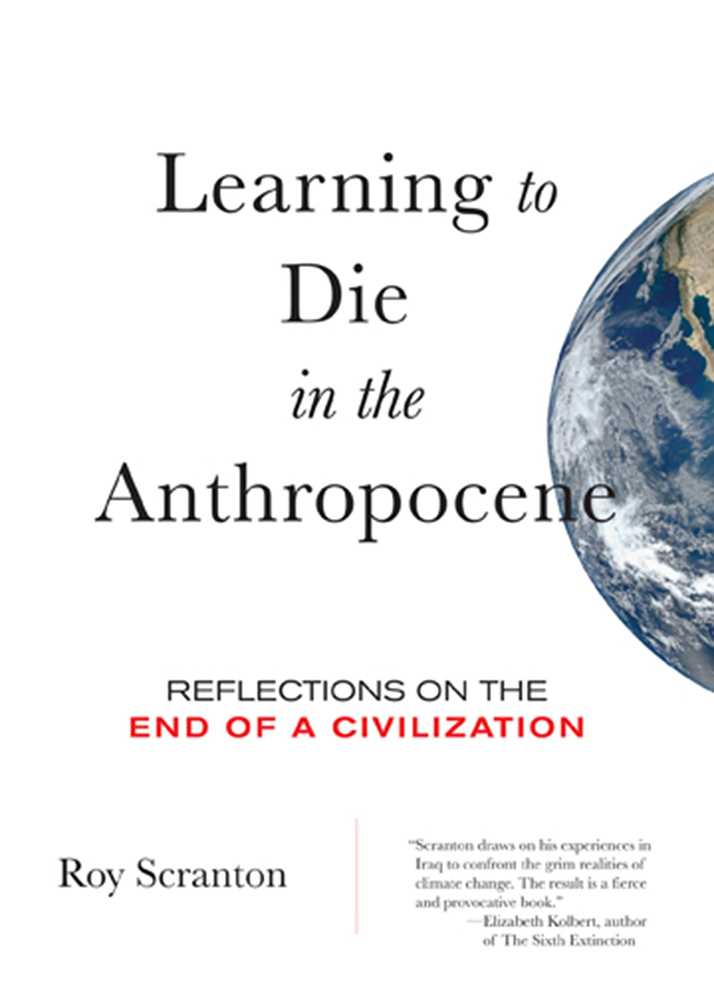 Learning to
Die
in the
Anthropocene
REFLECTIONS ON THE
END OF A CIVILIZATION
Roy Scranton
“Scranton draws on his experiences in
Iraq to confront the grim realities of
climate change. The result is a fierce
and provocative book.”
—Elizabeth Kolbert, author
of The Sixth Extinction